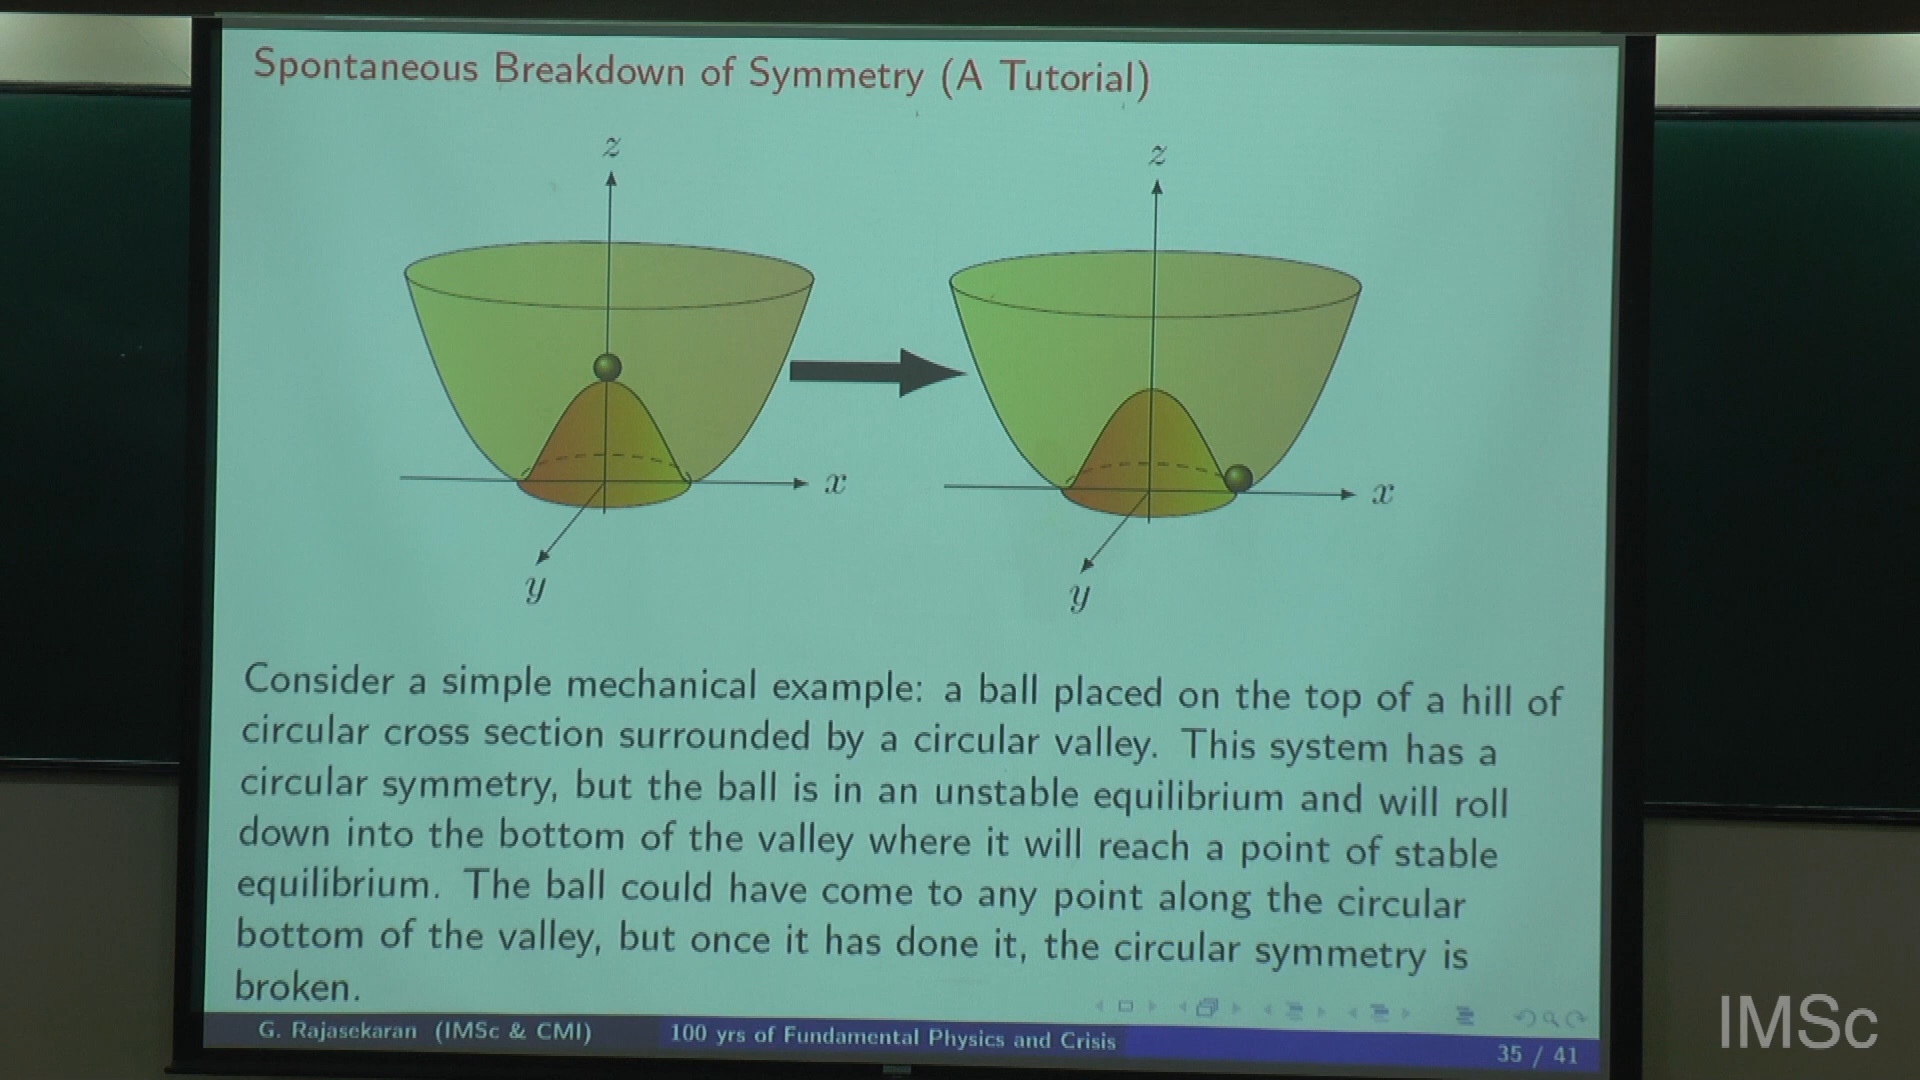 Spontaneous Breakdown of Symmetry (A Tutorial)
z
z
x
x
y
y
Consider a simple mechanical example: a ball placed on the top of a hill of
circular cross section surrounded by a circular valley. This system has a
circular symmetry, but the ball is in an unstable equilibrium and will roll
down into the bottom of the valley where it will reach a point of stable
equilibrium. The ball could have come to any point along the circular
bottom of the valley, but once it has done it, the circular symmetry is
broken.
G. Rajasekaran (IMSc & CMI)
100 yrs of Fundamental Physics and Crisis
35 / 41
IMSc